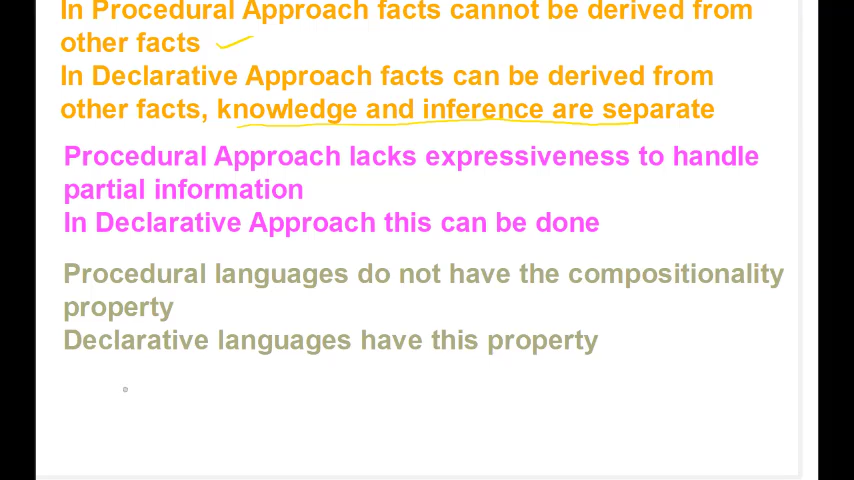 In Procedural Approach facts cannot be derived from
other facts
In Declarative Approach facts can be derived from
other facts, knowledge and inference are separate
Procedural Approach lacks expressiveness to handle
partial information
In Declarative Approach this can be done
Procedural languages do not have the compositionality
property
Declarative languages have this property